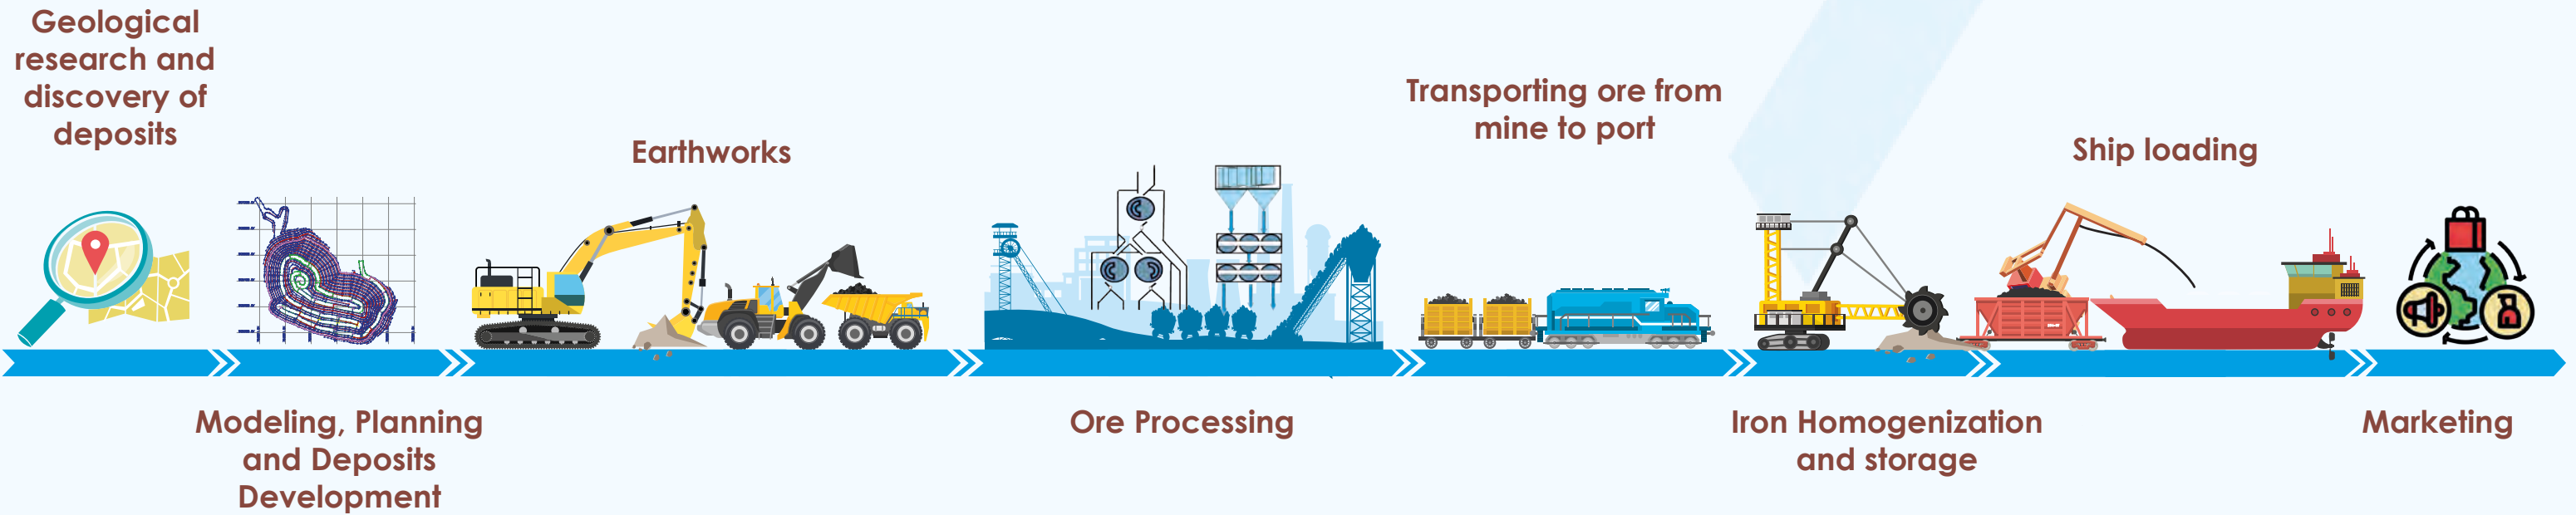 Geological
research and
discovery of
deposits
Modeling, Planning
and Deposits
Development
Earthworks
Ore Processing
Transporting ore from
mine to port
Iron Homogenization
and storage
Ship loading
Marketing